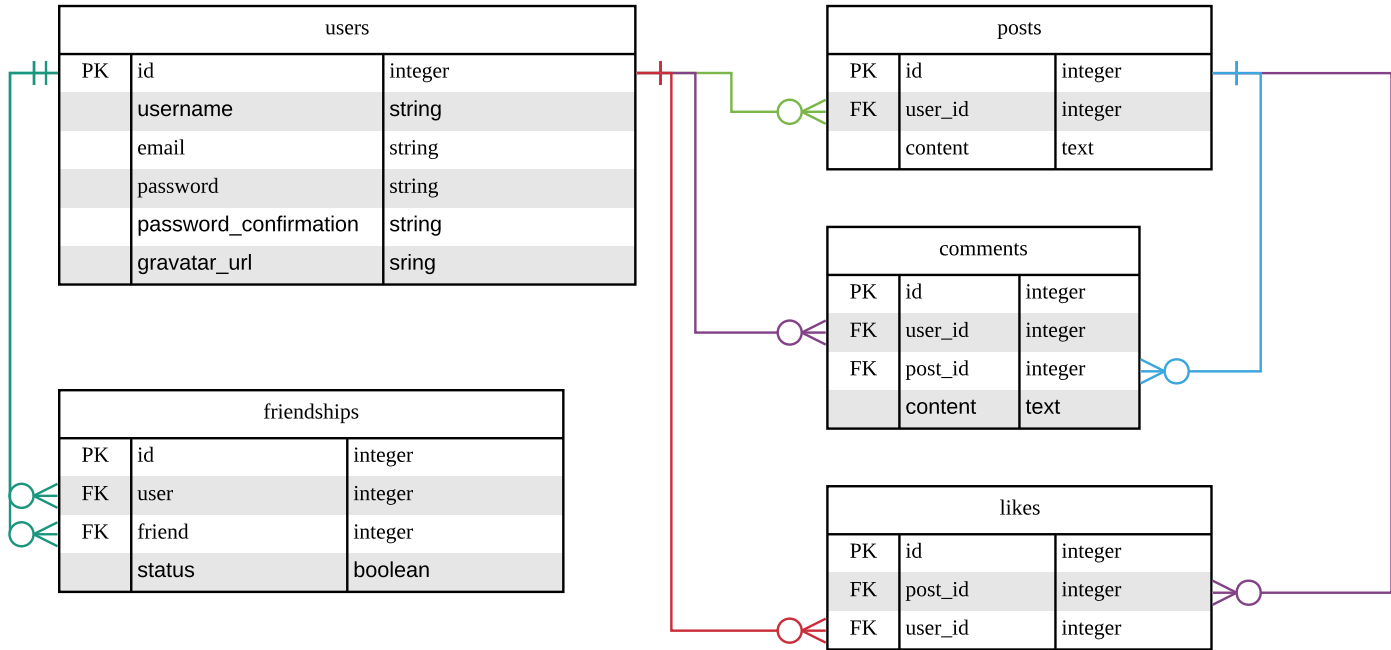 users
PK id integer
username string
email string
password string
password_confirmation string
gravatar_url sring
friendships
PK id integer
FK user integer
FK friend integer
status boolean
posts
PK id integer
FK user_id integer
content text
comments
PK id integer
FK user_id integer
FK post_id integer
content text
likes
PK id integer
FK post_id integer
FK user_id integer